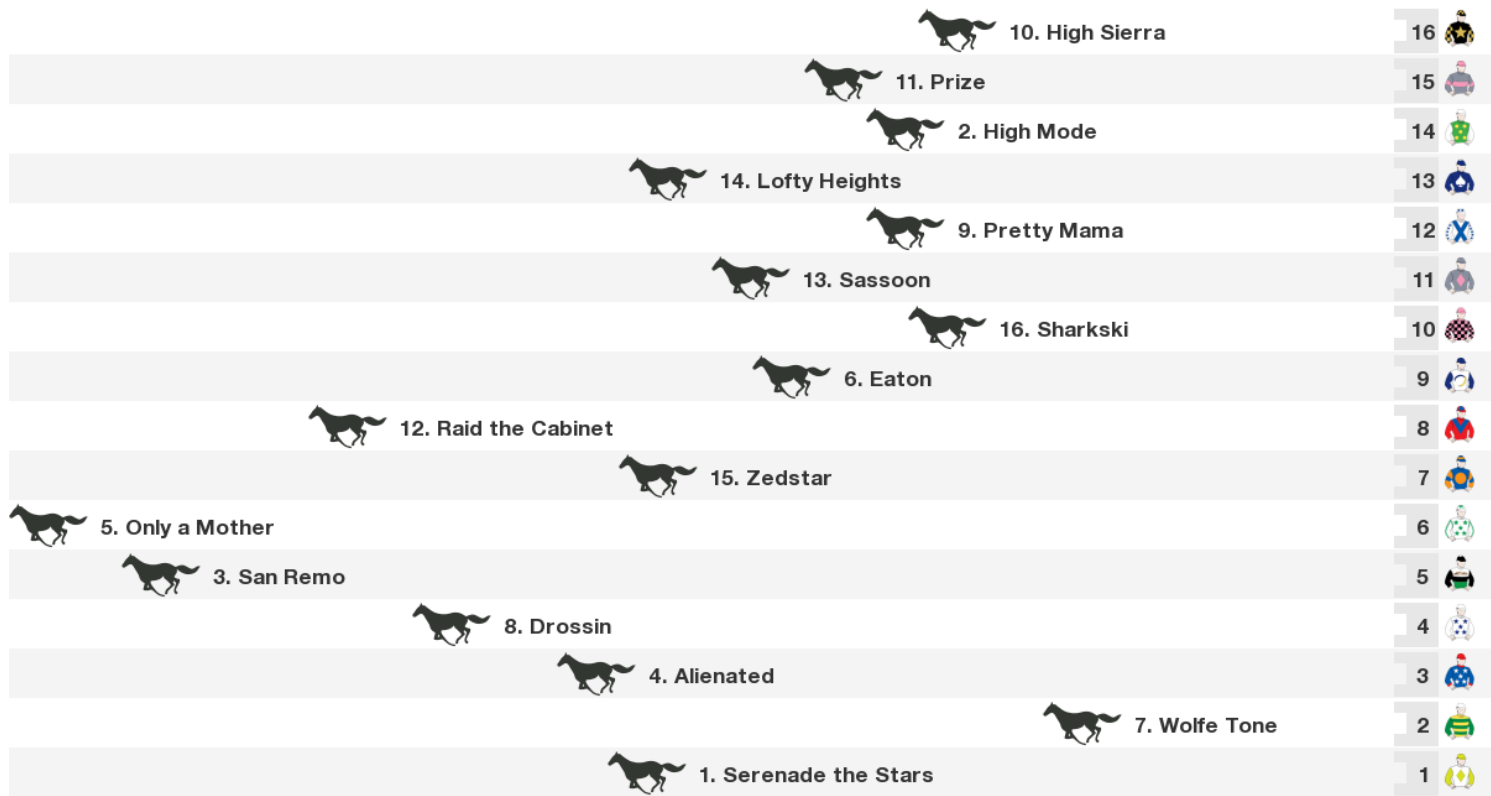 10. High Sierra 16
11. Prize 15
2. High Mode 14
14. Lofty Heights 13
9. Pretty Mama 12
13. Sassoon 11
16. Sharkski 10
6. Eaton 9
12. Raid the Cabinet 8
15. Zedstar 7
5. Only a Mother 6
3. San Remo 5
8. Drossin 4
4. Alienated 3
7. Wolfe Tone 2
1. Serenade the Stars 1